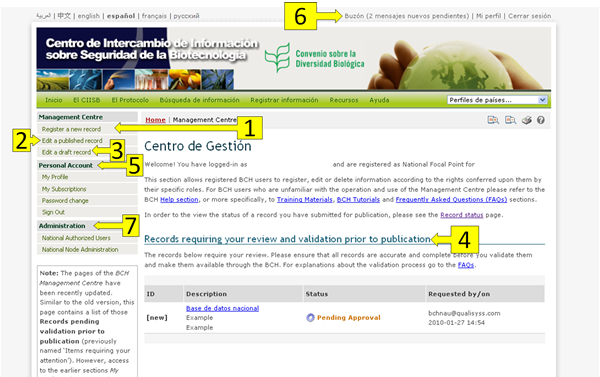 العربية | 中文 | english | español | français | русский
6
Buzón (2 mensajes nuevos pendientes) | Mi perfil | Cerrar sesión
Centro de Intercambio de Información
sobre Seguridad de la Biotecnología
Convenio sobre la
Diversidad Biológica
Inicio El CIISB El Protocolo Búsqueda de información Registrar información Recursos Ayuda
Perfiles de países...
Management Centre
Register a new record
1
2
Edit a published record
Edit a draft record
3
Personal Account
5
My Profile
My Subscriptions
Password change
Sign Out
Administration
7
National Authorized Users
National Node Administration
Note: The pages of the BCH
Management Centre have
been recently updated.
Similar to the old version, this
page contains a list of those
Records pending
validation prior to
publication (previously
named 'Items requiring your
attention'). However, access
to the earlier sections My
Home | Management Centre
Centro de Gestión
Welcome! You have logged-in as and are registered as National Focal Point for
This section allows registered BCH users to register, edit or delete information according to the rights conferred upon them by
their specific roles. For BCH users who are unfamiliar with the operation and use of the Management Centre please refer to the
BCH Help section, or more specifically, to Training Materials, BCH Tutorials and Frequently Asked Questions (FAQs) sections.
In order to the view the status of a record you have submitted for publication, please see the Record status page.
Records requiring your review and validation prior to publication
4
The records below require your review. Please ensure that all records are accurate and complete before you validate them
and make them available through the BCH. For explanations about the validation process go to the FAQs.
ID Description Status Requested by/on
[new] Base de datos nacional
Example
Example
Pending Approval
bchnau@qualisyss.com
2010-01-27 14:54